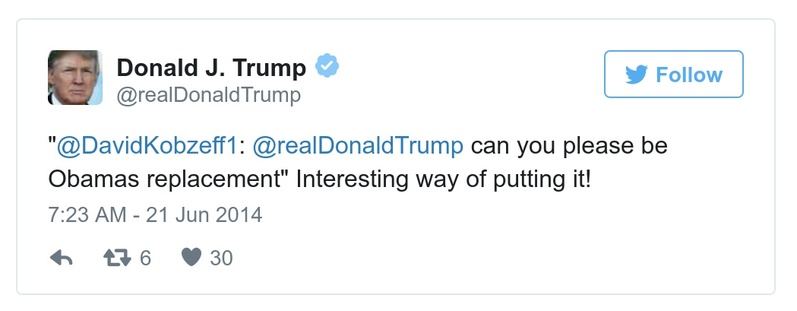 Donald J. Trump
@realDonaldTrump
Follow
"@DavidKobzeff1: @realDonaldTrump can you please be
Obamas replacement" Interesting way of putting it!
7:23 AM - 21 Jun 2014
6 30